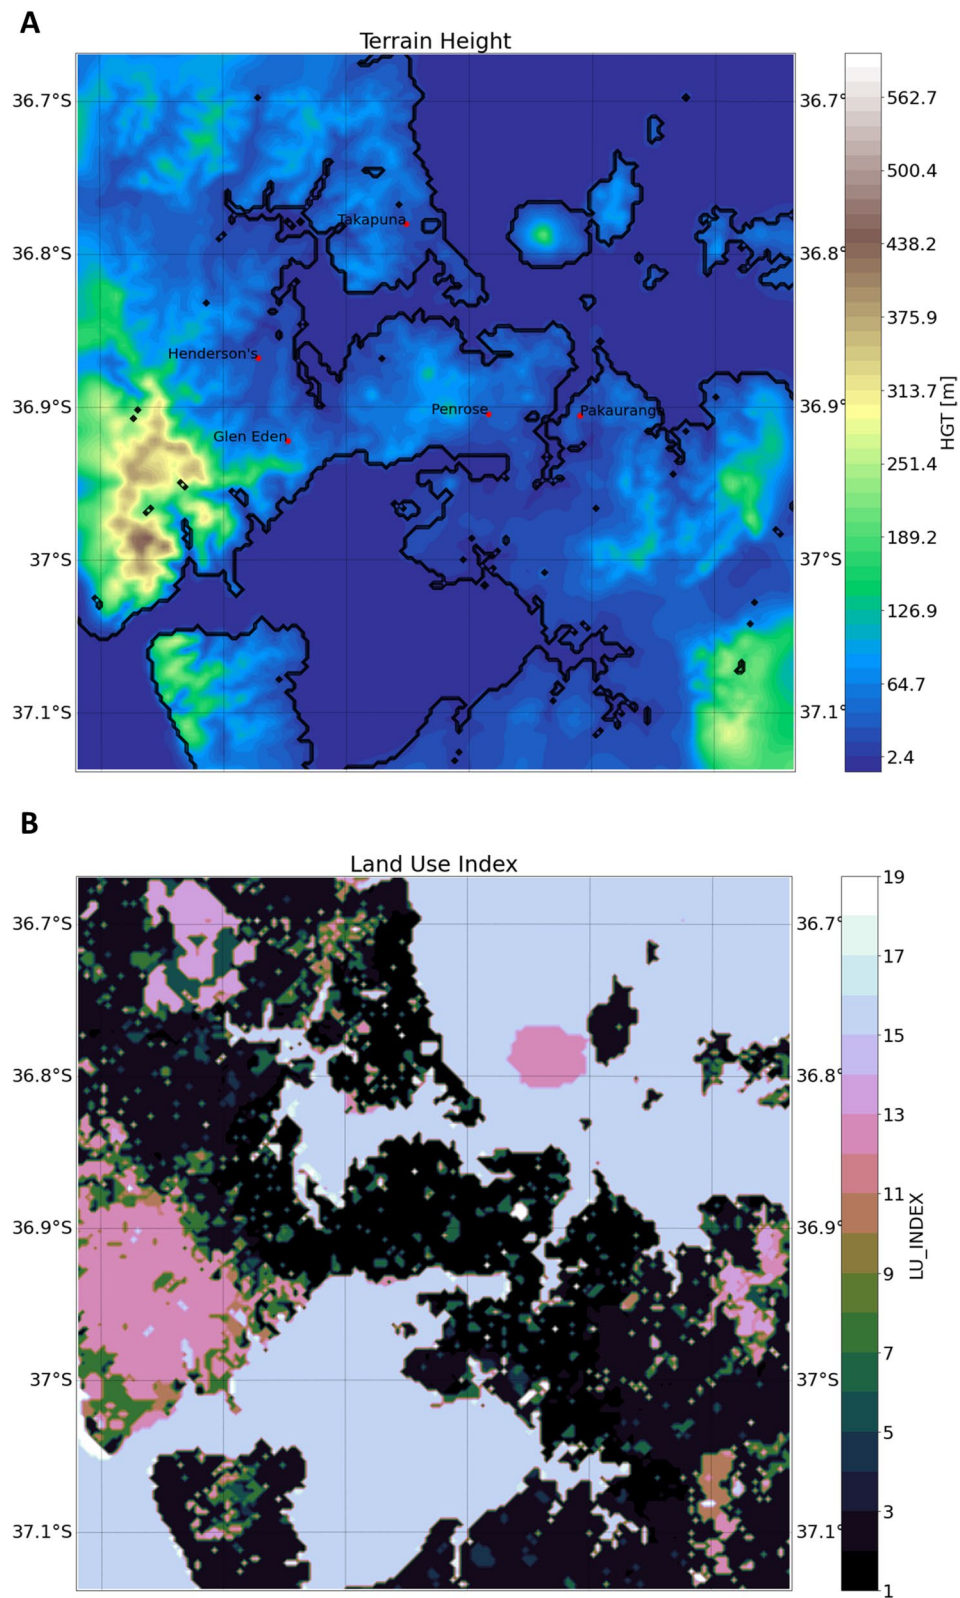 A
Terrain Height
36.7°S
36.8°S
36.9°S
37°S
37.1°S
Takapuna
Henderson's
Penrose
Pakauranga
Glen Eden
36.7°
36.8°
36.9°
37°S
37.1°
562.7
500.4
438.2
375.9
313.7
251.4
189.2
126.9
64.7
2.4
HGT [m]
B
Land Use Index
36.7°S
36.8°S
36.9°S
37°S
37.1°S
36.7°
36.8°
36.9°
37°S
37.1°
19
17
15
13
11
9
7
5
3
1
LU_INDEX